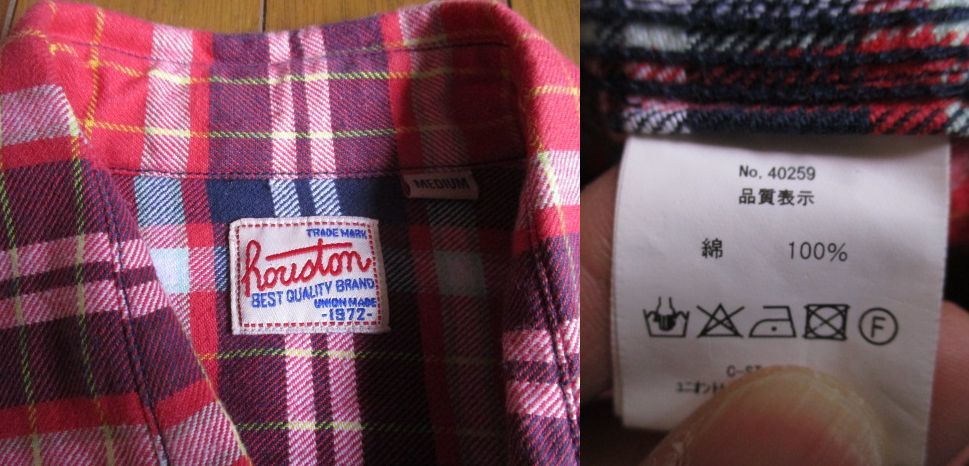 MEDIUM
TRADE MARK
houston
BEST QUALITY BRAND
UNION MADE
-1972-
No. 40259
品質表示
綿 100%
F